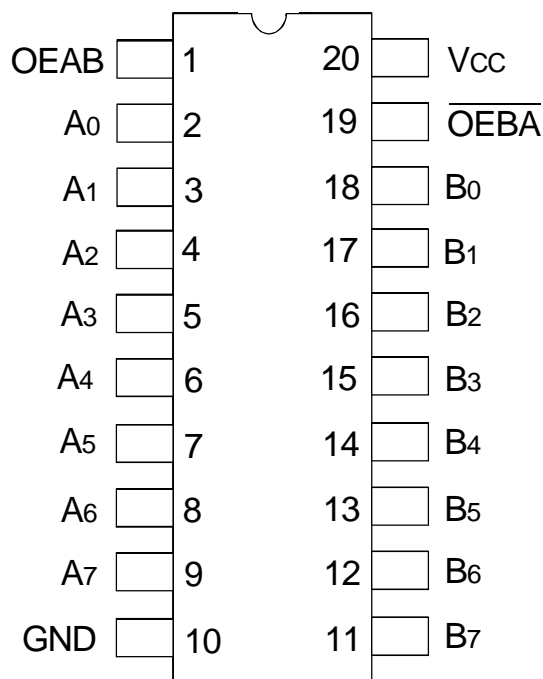 OEAB 1 20 VCC
A0 2 19 OEBA
A1 3 18 B0
A2 4 17 B1
A3 5 16 B2
A4 6 15 B3
A5 7 14 B4
A6 8 13 B5
A7 9 12 B6
GND 10 11 B7